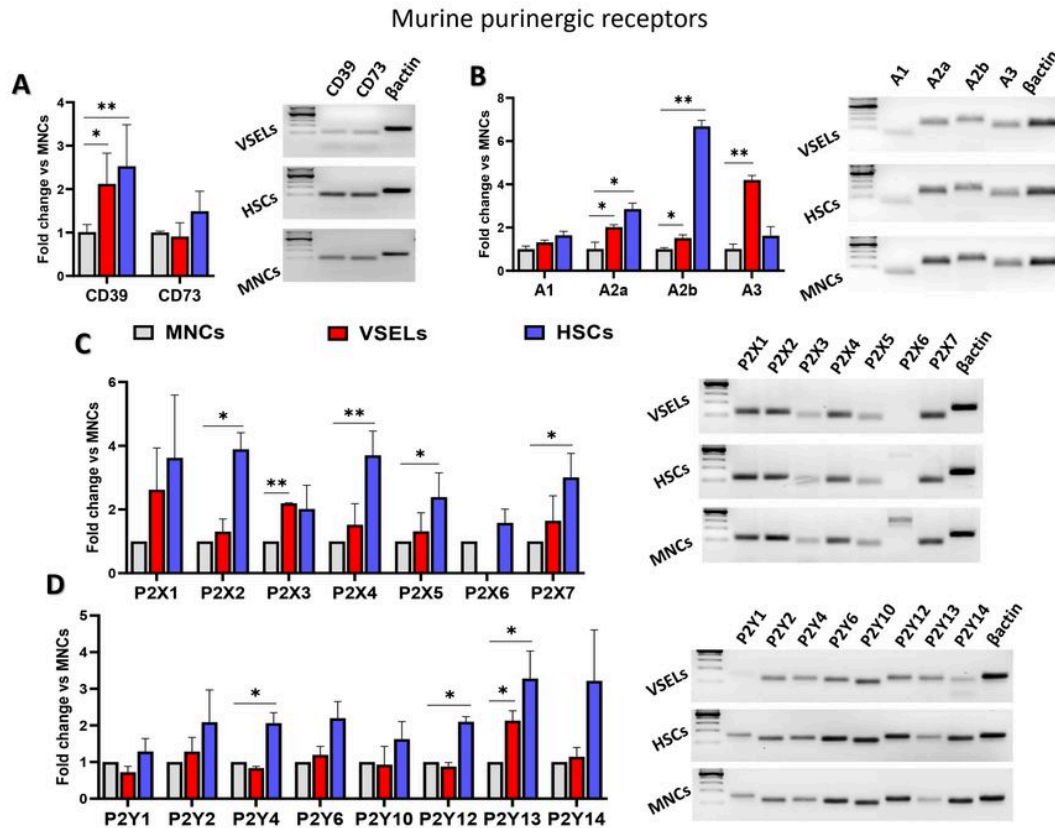 Murine purinergic receptors
A
Fold change vs MNCs
4
3
2
1
0
**
*
CD39 CD73
CD39 CD73 βactin
VSELs
HSCs
MNCs
B
Fold change vs MNCs
8
6
4
2
0
*
*
*
**
**
A1 A2a A2b A3
A1 A2a A2b A3 βactin
VSELs
HSCs
MNCs
MNCs VSELs HSCs
C
Fold change vs MNCs
6
4
2
0
*
**
**
*
*
P2X1 P2X2 P2X3 P2X4 P2X5 P2X6 P2X7
P2X1 P2X2 P2X3 P2X4 P2X5 P2X6 P2X7 βactin
VSELs
HSCs
MNCs
D
Fold change vs MNCs
5
4
3
2
1
0
*
*
*
*
P2Y1 P2Y2 P2Y4 P2Y6 P2Y10 P2Y12 P2Y13 P2Y14
P2Y1 P2Y2 P2Y4 P2Y6 P2Y10 P2Y12 P2Y13 P2Y14 βactin
VSELs
HSCs
MNCs